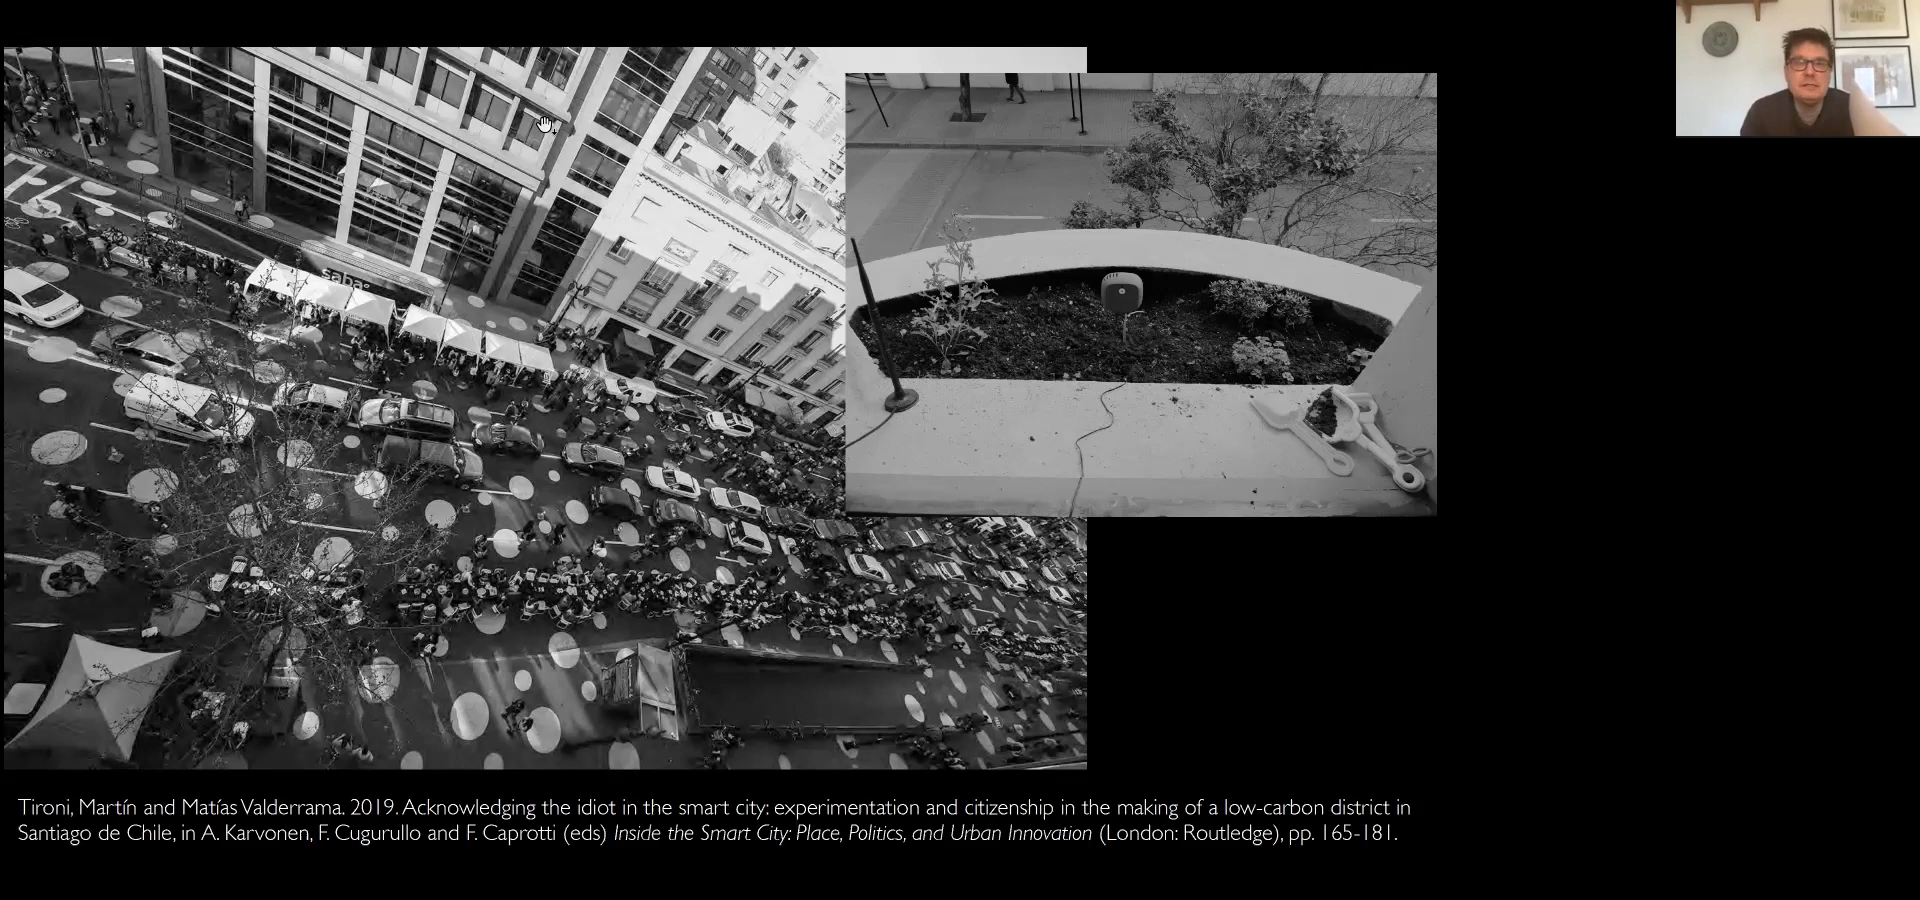 saba
Tironi, Martín and Matías Valderrama. 2019. Acknowledging the idiot in the smart city: experimentation and citizenship in the making of a low-carbon district in
Santiago de Chile, in A. Karvonen, F. Cugurullo and F. Caprotti (eds) Inside the Smart City: Place, Politics, and Urban Innovation (London: Routledge), pp. 165-181.